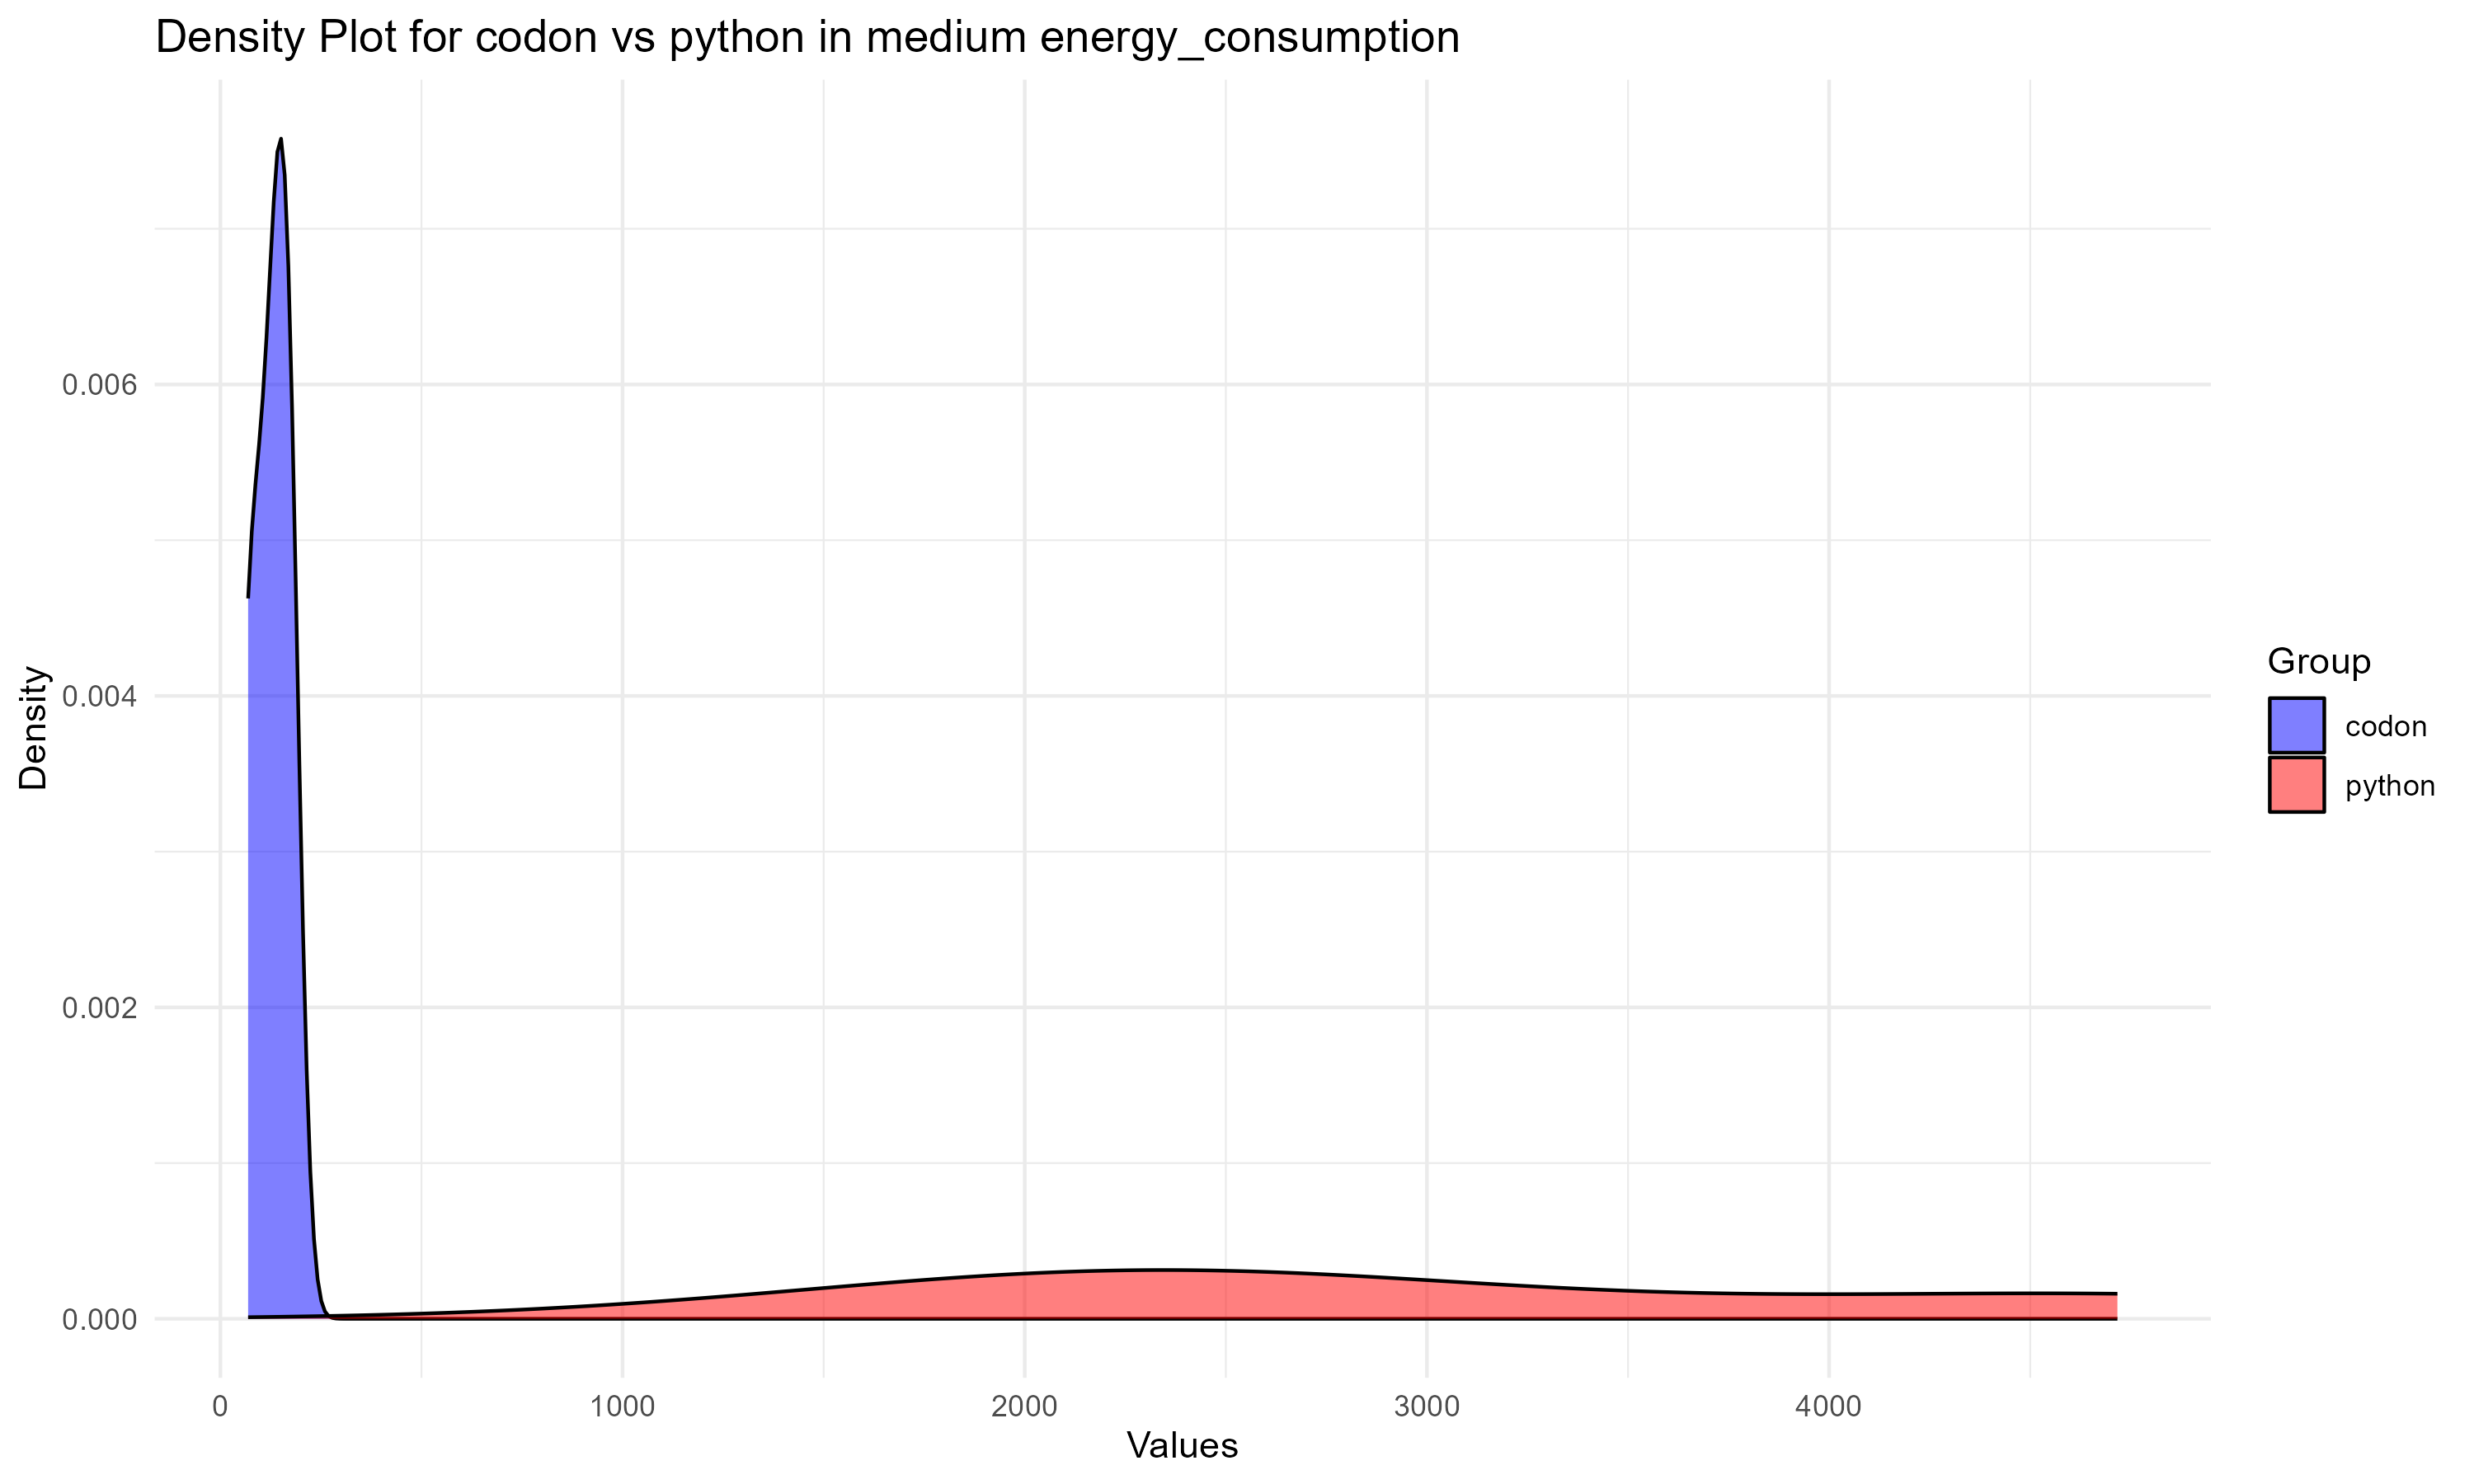 Density Plot for codon vs python in medium energy_consumption
0.006
0.004
0.002
0.000
Density
0
1000
2000
3000
4000
Values
Group
codon
python